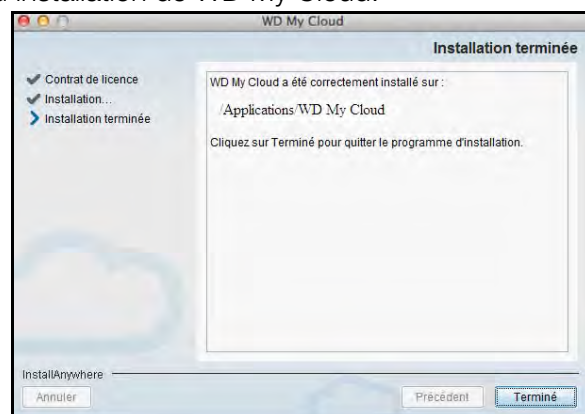 installation de WD My Cloud.
WD My Cloud
Installation terminée
Contrat de licence
Installation...
Installation terminée
WD My Cloud a été correctement installé sur :
/Applications/WD My Cloud
Cliquez sur Terminé pour quitter le programme d'installation.
InstallAnywhere
Annuler
Précédent
Terminé